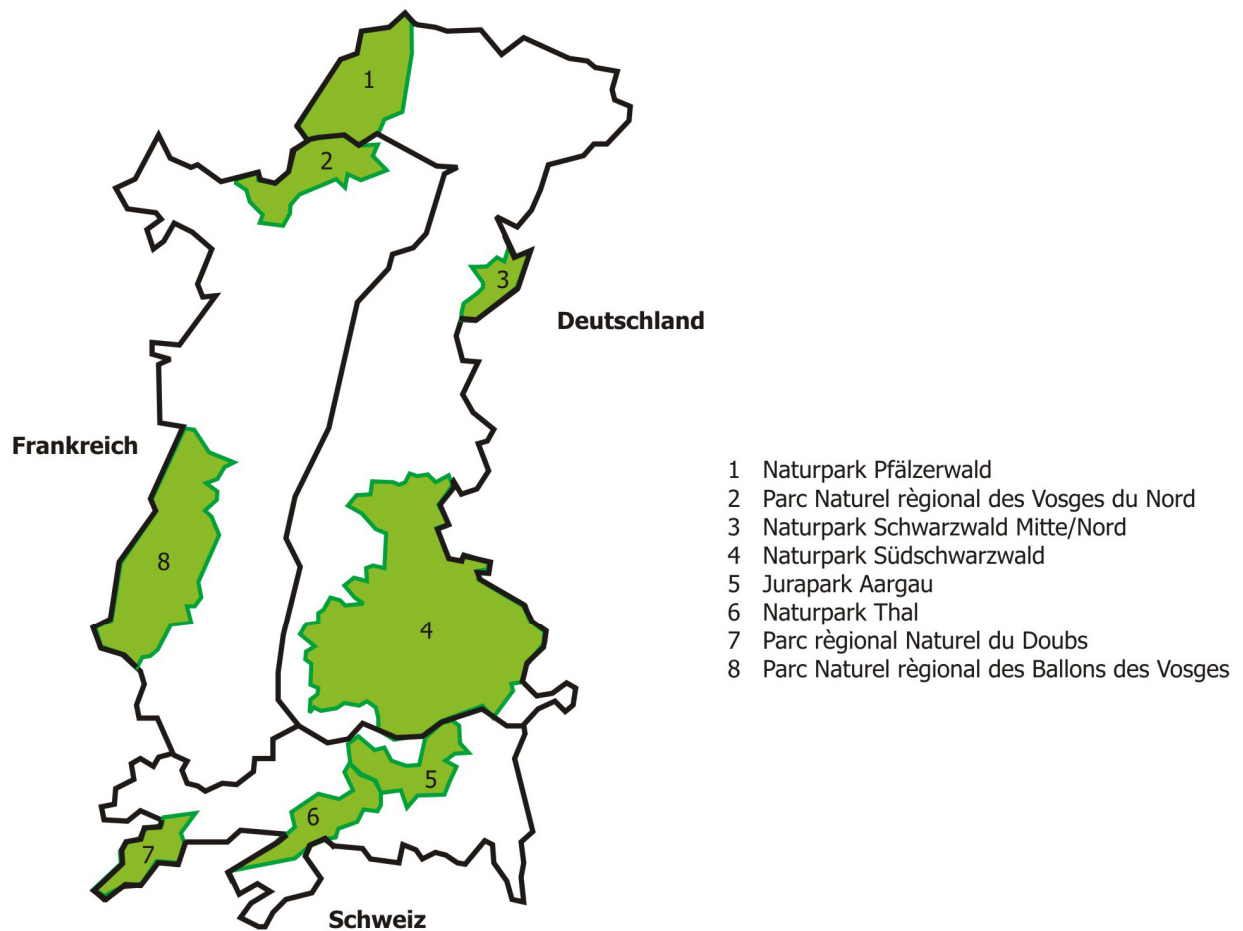 1
2
3
Deutschland
Frankreich
8
4
5
6
7
Schweiz
1 Naturpark Pfälzerwald
2 Parc Naturel règional des Vosges du Nord
3 Naturpark Schwarzwald Mitte/Nord
4 Naturpark Südschwarzwald
5 Jurapark Aargau
6 Naturpark Thal
7 Parc règional Naturel du Doubs
8 Parc Naturel règional des Ballons des Vosges